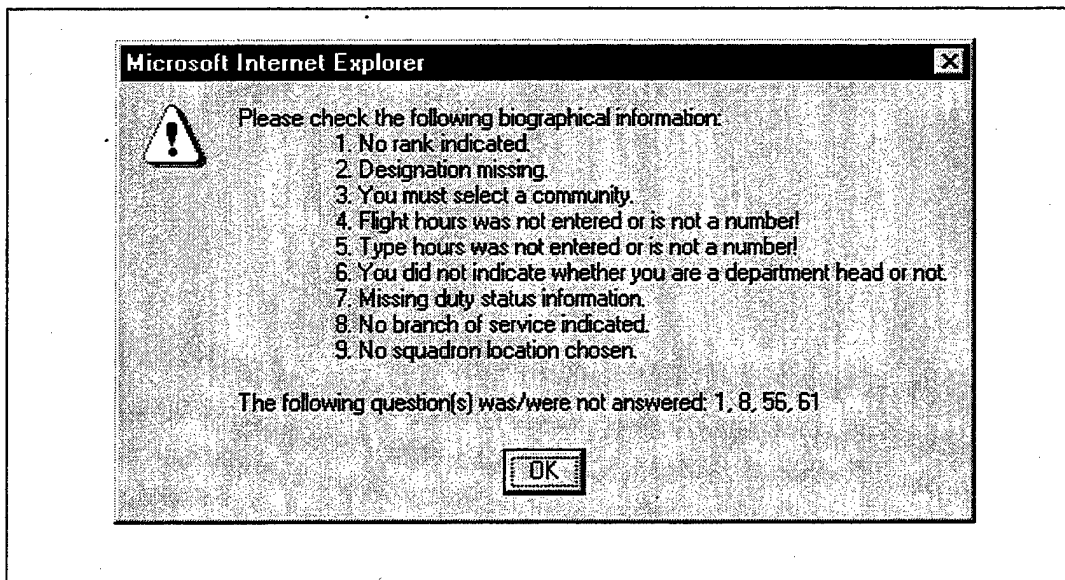 Microsoft Internet Explorer
Please check the following biographical information:
1. No rank indicated.
2. Designation missing.
3. You must select a community.
4. Flight hours was not entered or is not a number!
5. Type hours was not entered or is not a number!
6. You did not indicate whether you are a department head or not.
7. Missing duty status information.
8. No branch of service indicated.
9. No squadron location chosen.
The following question(s) was/were not answered: 1, 8, 56, 61
OK